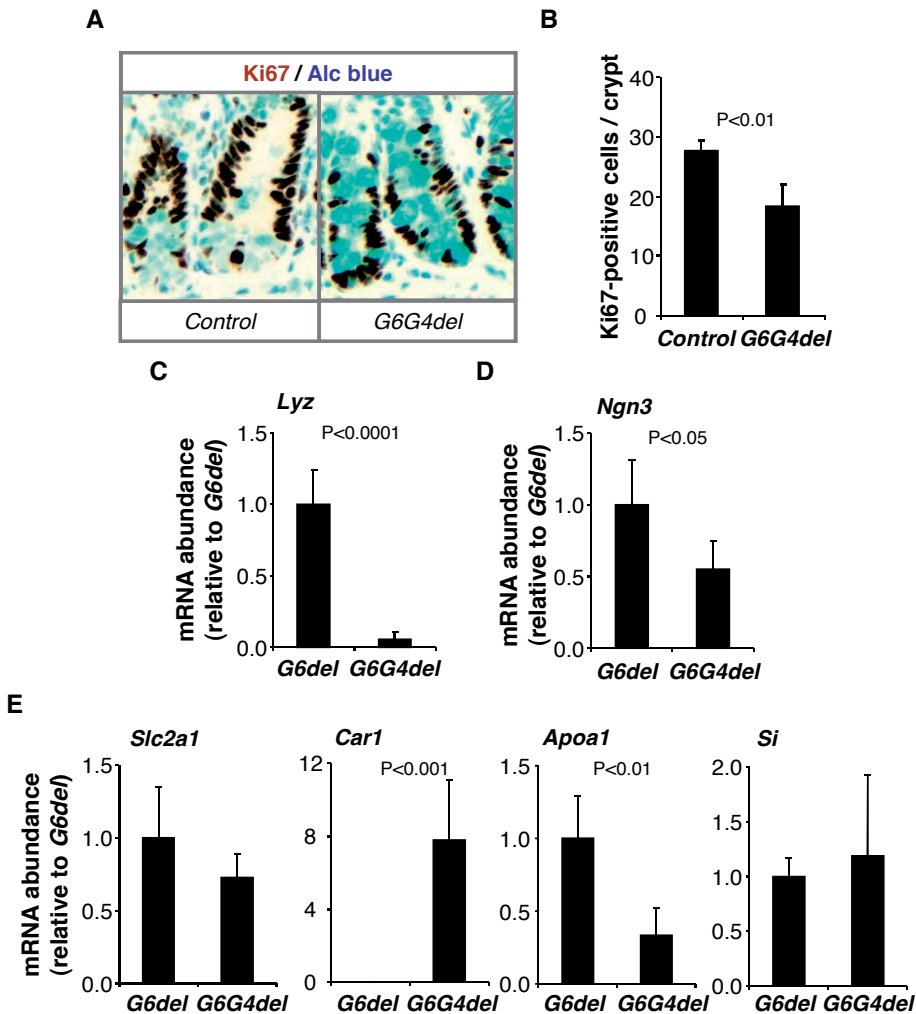 A
Ki67 / Alc blue
Control
G6G4del
B
Ki67-positive cells / crypt
40
30
20
10
0
P<0.01
Control G6G4del
C
Lyz
mRNA abundance
(relative to G6del)
1.5
1.0
0.5
0.0
P<0.0001
G6del G6G4del
D
Ngn3
mRNA abundance
(relative to G6del)
1.5
1.0
0.5
0.0
P<0.05
G6del G6G4del
E
mRNA abundance
(relative to G6del)
Slc2a1
1.5
1.0
0.5
0.0
G6del G6G4del
Car1
12
8
4
0
P<0.001
G6del G6G4del
Apoa1
1.5
1.0
0.5
0.0
P<0.01
G6del G6G4del
Si
2.0
1.5
1.0
0.5
0.0
G6del G6G4del